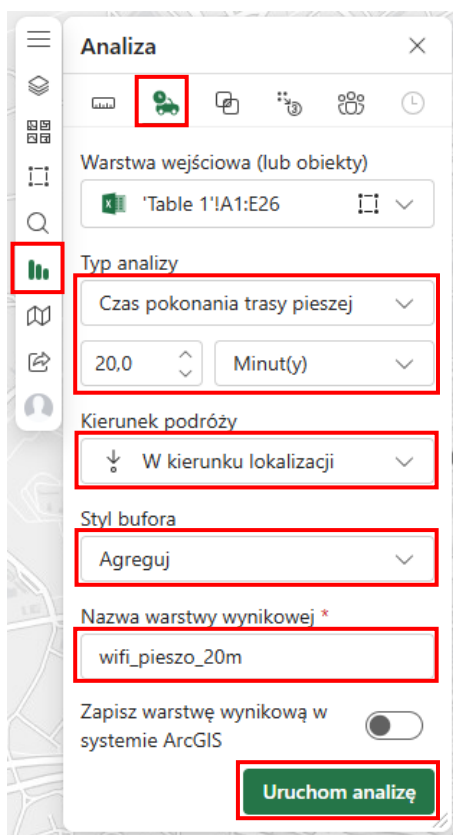 Analiza
Warstwa wejściowa (lub obiekty)
'Table 1'!A1:E26
Typ analizy
Czas pokonania trasy pieszej
20,0 Minut(y)
Kierunek podróży
W kierunku lokalizacji
Styl bufora
Agreguj
Nazwa warstwy wynikowej *
wifi_pieszo_20m
Zapisz warstwę wynikową w
systemie ArcGIS
Uruchom analizę